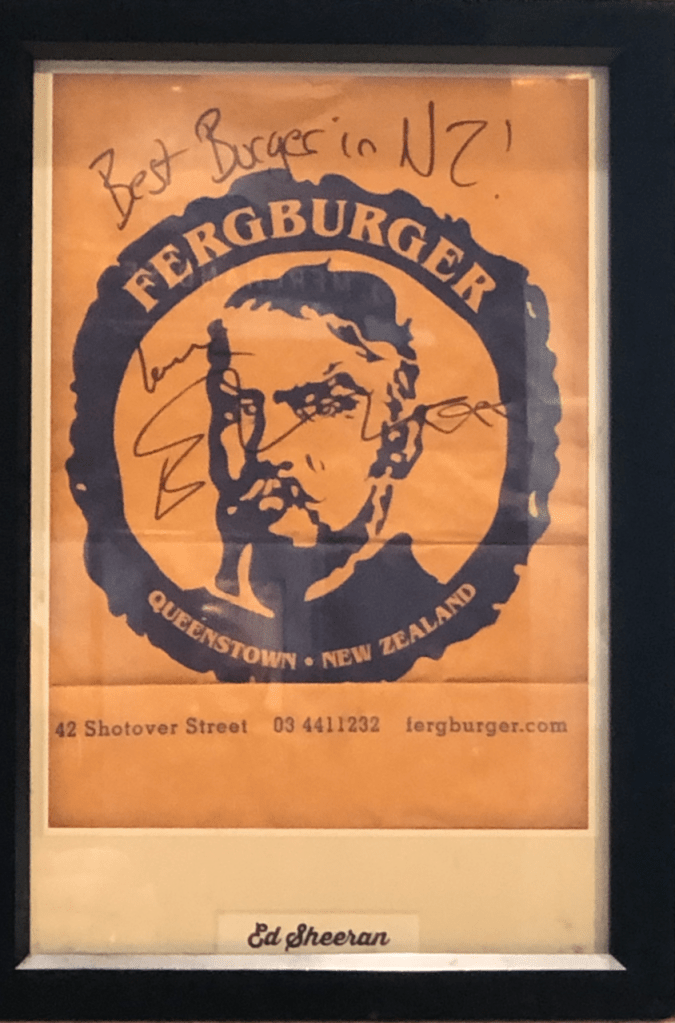 Best Burger in NZ!
FERGBURGER
QUEENSTOWN • NEW ZEALAND
42 Shotover Street 03 4411232 fergburger.com
Ed Sheeran